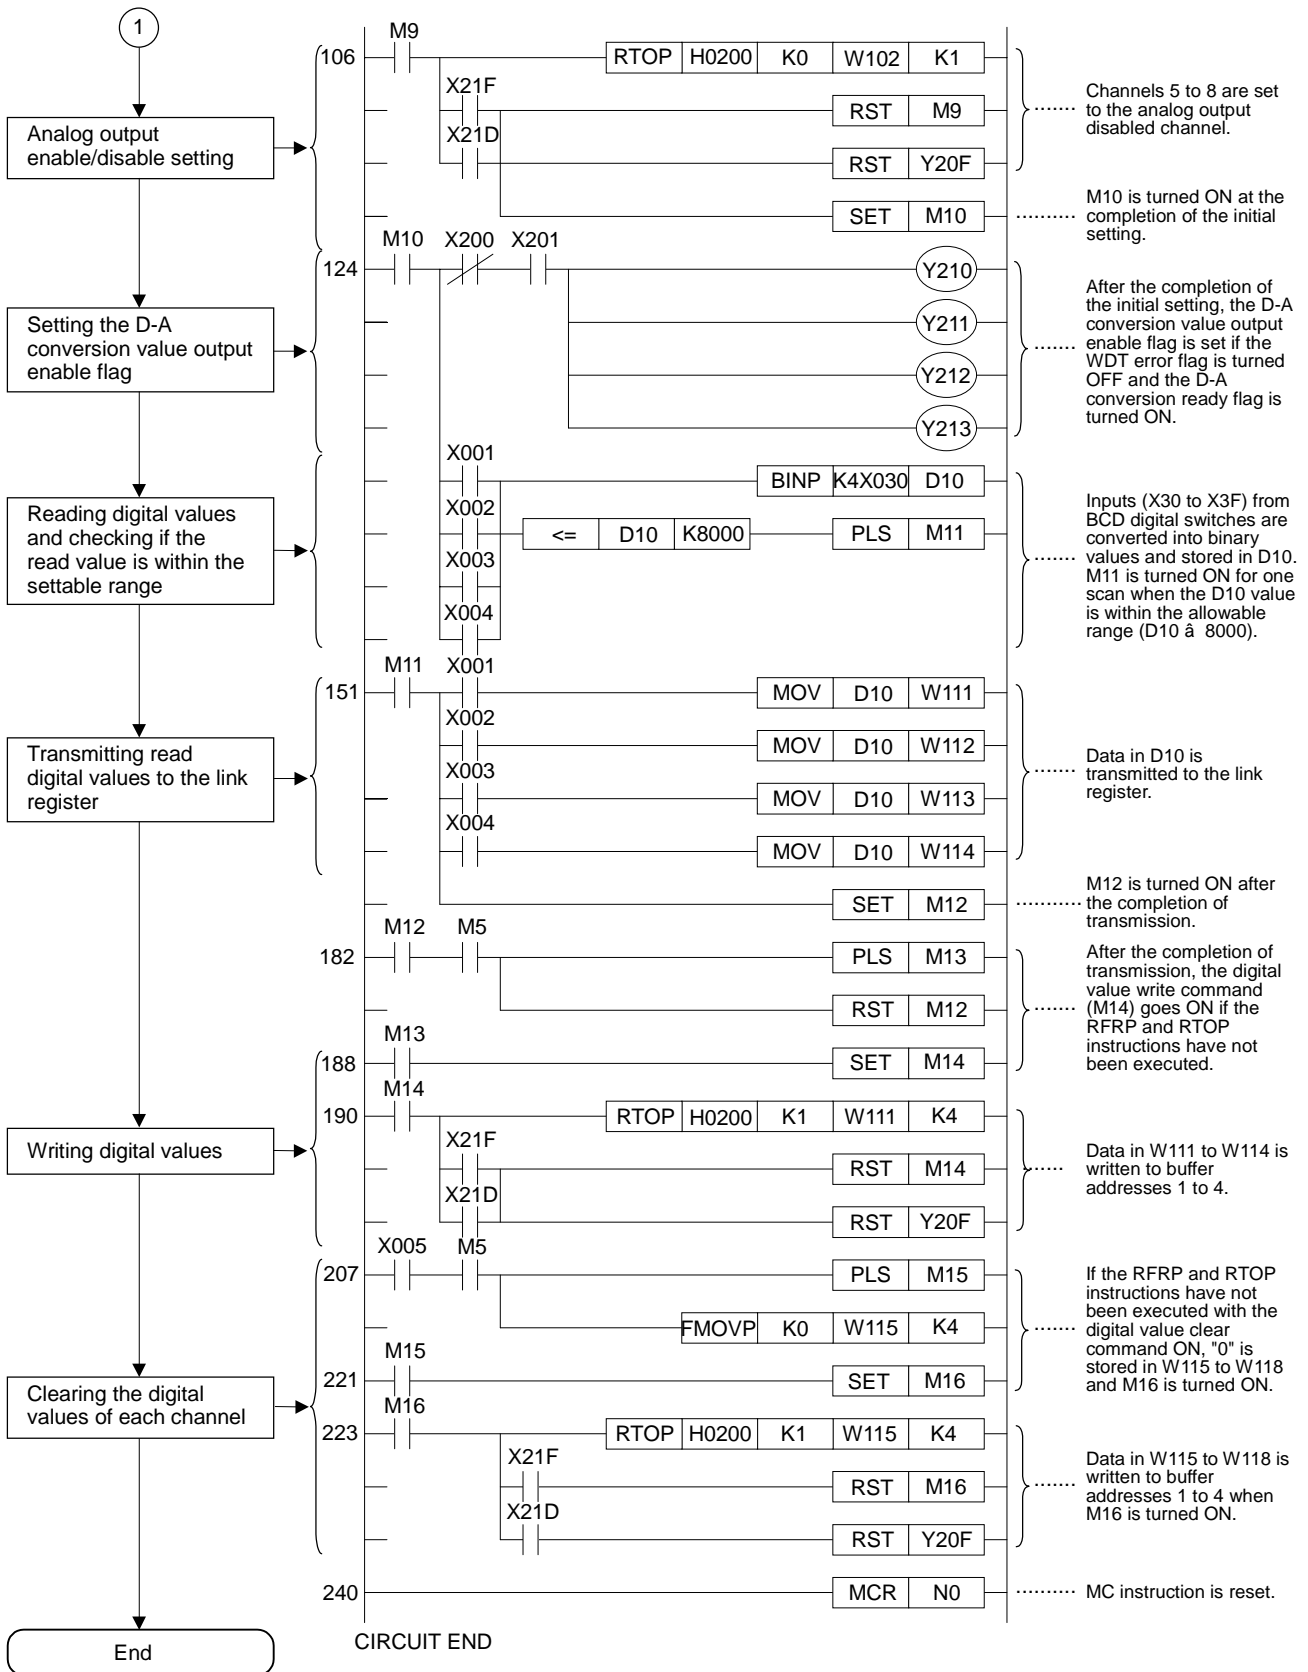 1
M9
106
RTOP H0200 K0 W102 K1
X21F
RST M9
X21D
RST Y20F
SET M10
Analog output
enable/disable setting
Channels 5 to 8 are set
to the analog output
disabled channel.
M10 is turned ON at the
completion of the initial
setting.
M10 X200 X201
124
Y210
Y211
Y212
Y213
Setting the D-A
conversion value output
enable flag
After the completion of
the initial setting, the D-A
conversion value output
enable flag is set if the
WDT error flag is turned
OFF and the D-A
conversion ready flag is
turned ON.
X001
BINP K4X030 D10
X002
<= D10 K8000 PLS M11
X003
X004
Reading digital values
and checking if the
read value is within the
settable range
Inputs (X30 to X3F) from
BCD digital switches are
converted into binary
values and stored in D10.
M11 is turned ON for one
scan when the D10 value
is within the allowable
range (D10 â 8000).
M11 X001
151
MOV D10 W111
X002
MOV D10 W112
X003
MOV D10 W113
X004
MOV D10 W114
SET M12
Transmitting read
digital values to the link
register
Data in D10 is
transmitted to the link
register.
M12 is turned ON after
the completion of
transmission.
M12 M5
182
PLS M13
RST M12
M13
188
SET M14
After the completion of
transmission, the digital
value write command
(M14) goes ON if the
RFRP and RTOP
instructions have not
been executed.
M14
190
RTOP H0200 K1 W111 K4
X21F
RST M14
X21D
RST Y20F
Writing digital values
Data in W111 to W114 is
written to buffer
addresses 1 to 4.
X005 M5
207
PLS M15
FMOVP K0 W115 K4
M15
221
SET M16
If the RFRP and RTOP
instructions have not
been executed with the
digital value clear
command ON, "0" is
stored in W115 to W118
and M16 is turned ON.
Clearing the digital
values of each channel
M16
223
RTOP H0200 K1 W115 K4
X21F
RST M16
X21D
RST Y20F
Data in W115 to W118 is
written to buffer
addresses 1 to 4 when
M16 is turned ON.
240
MCR N0
MC instruction is reset.
CIRCUIT END
End